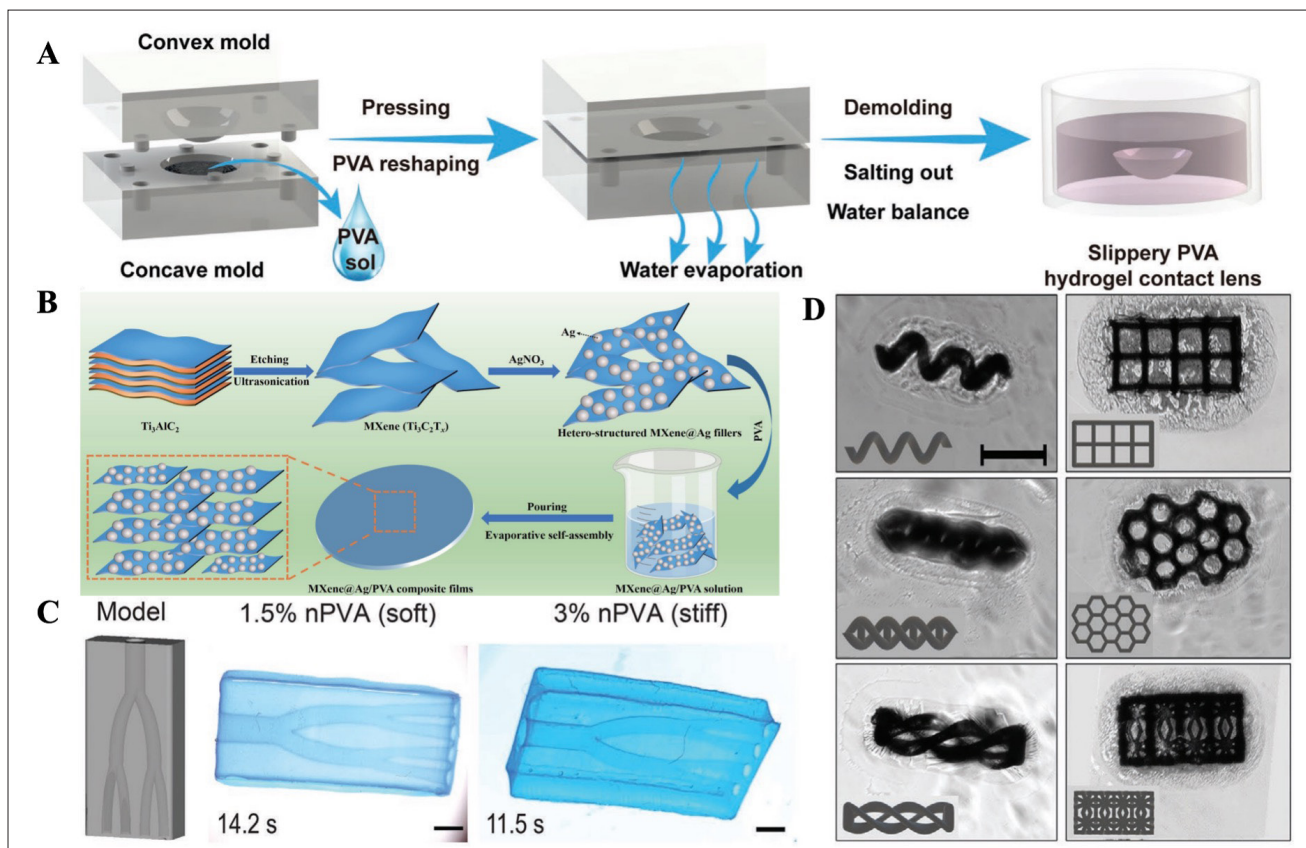 A
Convex mold
Pressing
PVA reshaping
Demolding
Salting out
Water balance
PVA
sol
Concave mold
Water evaporation
Slippery PVA
hydrogel contact lens
B
Ag
Etching
Ultrasonication
AgNO₃
PVA
Ti₃AlC₂
MXene (Ti₃C₂Tₓ)
Hetero-structured MXene@Ag fillers
Pouring
Evaporative self-assembly
MXene@Ag/PVA composite films
MXene@Ag/PVA solution
C
Model
1.5% nPVA (soft)
3% nPVA (stiff)
14.2 s
11.5 s
D